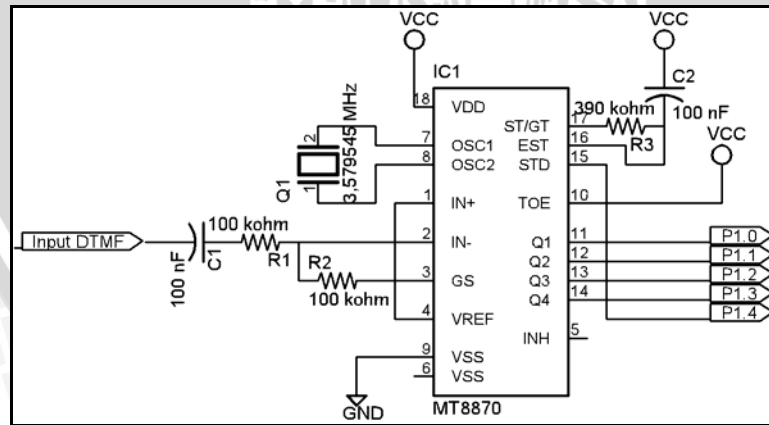 VCC
VCC
IC1
C2
100 nF
390 kohm
R3
VCC
18 VDD
ST/GT 17
7 OSC1
EST 16
8 OSC2
STD 15
2
1
Q1
3,579545 MHz
1 IN+
TOE 10
Input DTMF
100 nF
C1
100 kohm
R1
2 IN-
Q1 11
P1.0
Q2 12
P1.1
R2
100 kohm
3 GS
Q3 13
P1.2
Q4 14
P1.3
4 VREF
P1.4
INH 5
9 VSS
6 VSS
GND
MT8870